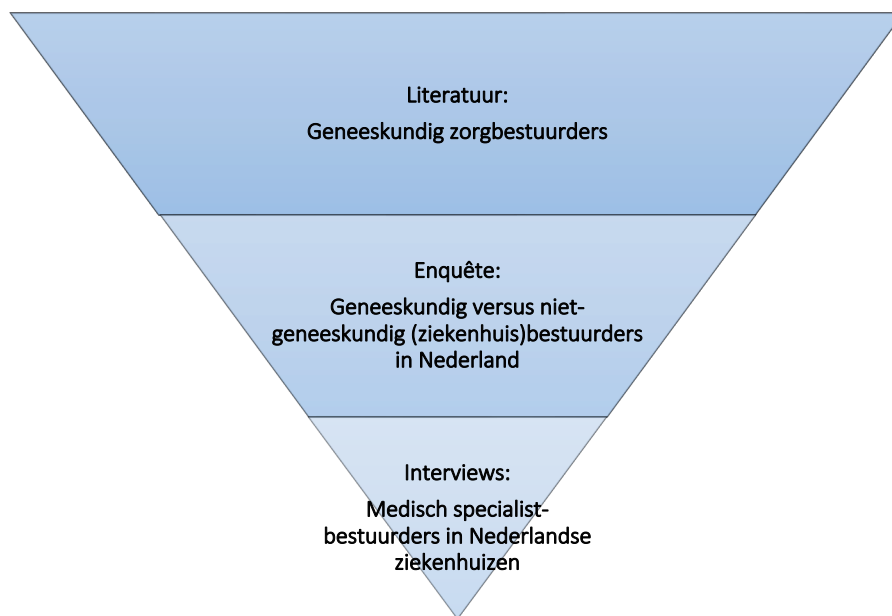 Literatuur:
Geneeskundig zorgbestuurders
Enquête:
Geneeskundig versus niet-
geneeskundig (ziekenhuis)bestuurders
in Nederland
Interviews:
Medisch specialist-
bestuurders in Nederlandse
ziekenhuizen